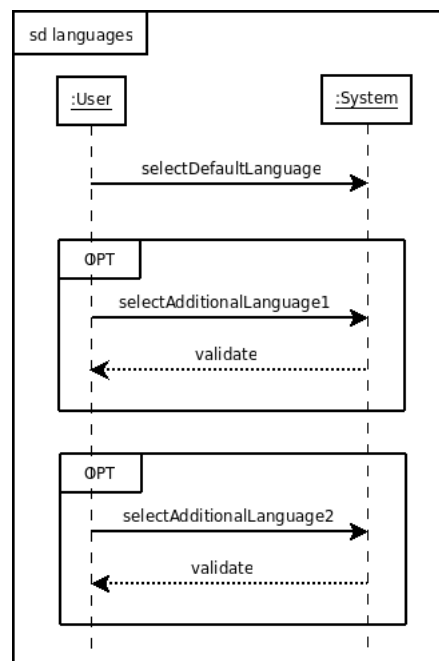 sd languages
:User
:System
selectDefaultLanguage
OPT
selectAdditionalLanguage1
validate
OPT
selectAdditionalLanguage2
validate